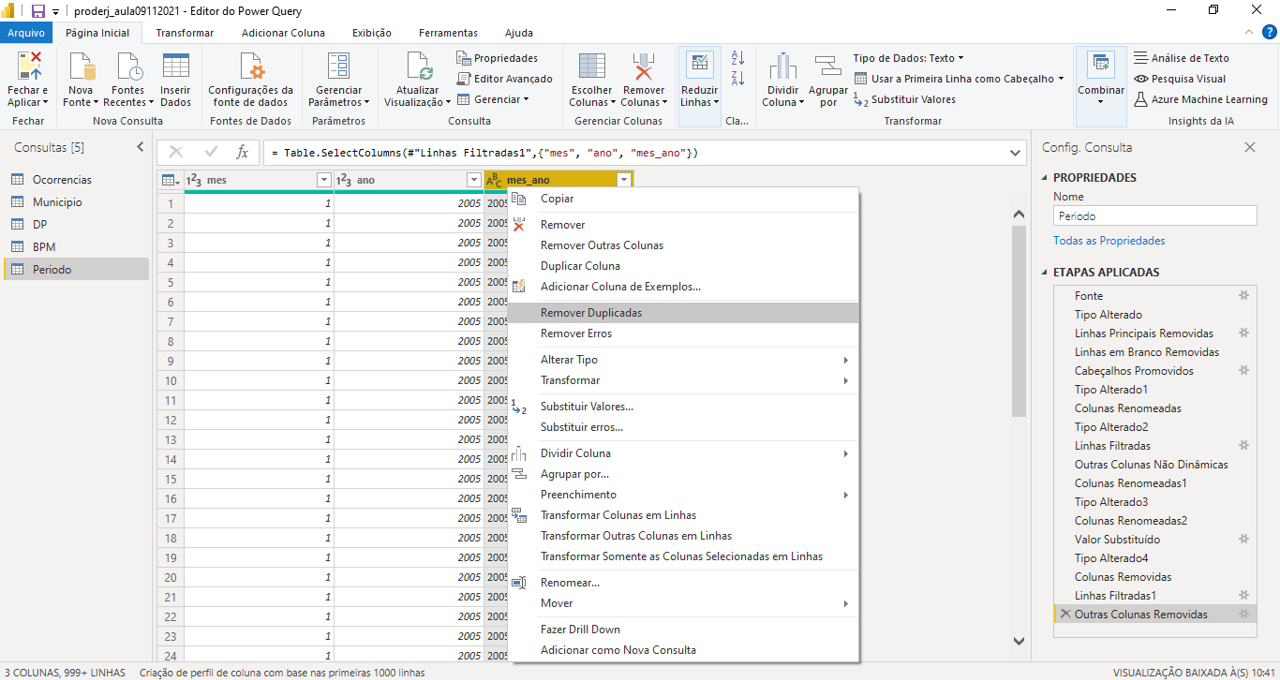 proderj_aula09112021 - Editor do Power Query
Arquivo Página Inicial Transformar Adicionar Coluna Exibição Ferramentas Ajuda
Fechar e Aplicar
Fechar
Nova Fonte
Fontes Recentes
Inserir Dados
Nova Consulta
Configurações da fonte de dados
Fontes de Dados
Gerenciar Parâmetros
Parâmetros
Atualizar Visualização
Propriedades
Editor Avançado
Gerenciar
Consulta
Escolher Colunas
Remover Colunas
Gerenciar Colunas
Reduzir Linhas
A Z
Z A
Cla...
Dividir Coluna
Agrupar por
Tipo de Dados: Texto
Usar a Primeira Linha como Cabeçalho
1 2 Substituir Valores
Transformar
Combinar
Análise de Texto
Pesquisa Visual
Azure Machine Learning
Insights da IA
Consultas [5]
Ocorrencias
Municipio
DP
BPM
Periodo
fx = Table.SelectColumns(#"Linhas Filtradas1",{"mes", "ano", "mes_ano"})
123 mes 123 ano ABC mes_ano
1 1 2005 2005
2 1 2005 2005
3 1 2005 2005
4 1 2005 2005
5 1 2005 2005
6 1 2005 2005
7 1 2005 2005
8 1 2005 2005
9 1 2005 2005
10 1 2005 2005
11 1 2005 2005
12 1 2005 2005
13 1 2005 2005
14 1 2005 2005
15 1 2005 2005
16 1 2005 2005
17 1 2005 2005
18 1 2005 2005
19 1 2005 2005
20 1 2005 2005
21 1 2005 2005
22 1 2005 2005
23 1 2005 2005
24 1 2005 2005
Copiar
Remover
Remover Outras Colunas
Duplicar Coluna
Adicionar Coluna de Exemplos...
Remover Duplicadas
Remover Erros
Alterar Tipo
Transformar
1 2 Substituir Valores...
Substituir erros...
Dividir Coluna
Agrupar por...
Preenchimento
Transformar Colunas em Linhas
Transformar Outras Colunas em Linhas
Transformar Somente as Colunas Selecionadas em Linhas
Renomear...
Mover
Fazer Drill Down
Adicionar como Nova Consulta
Config. Consulta
PROPRIEDADES
Nome
Periodo
Todas as Propriedades
ETAPAS APLICADAS
Fonte
Tipo Alterado
Linhas Principais Removidas
Linhas em Branco Removidas
Cabeçalhos Promovidos
Tipo Alterado1
Colunas Renomeadas
Tipo Alterado2
Linhas Filtradas
Outras Colunas Não Dinâmicas
Colunas Renomeadas1
Tipo Alterado3
Colunas Renomeadas2
Valor Substituído
Tipo Alterado4
Colunas Removidas
Linhas Filtradas1
Outras Colunas Removidas
3 COLUNAS, 999+ LINHAS Criação de perfil de coluna com base nas primeiras 1000 linhas
VISUALIZAÇÃO BAIXADA À(S) 10:41